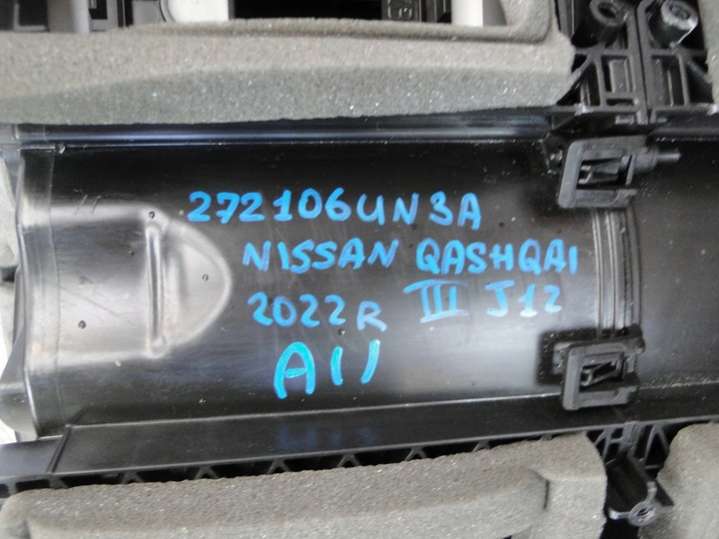 272106UN3A
NISSAN QASHQAI
2022R III J12
A11